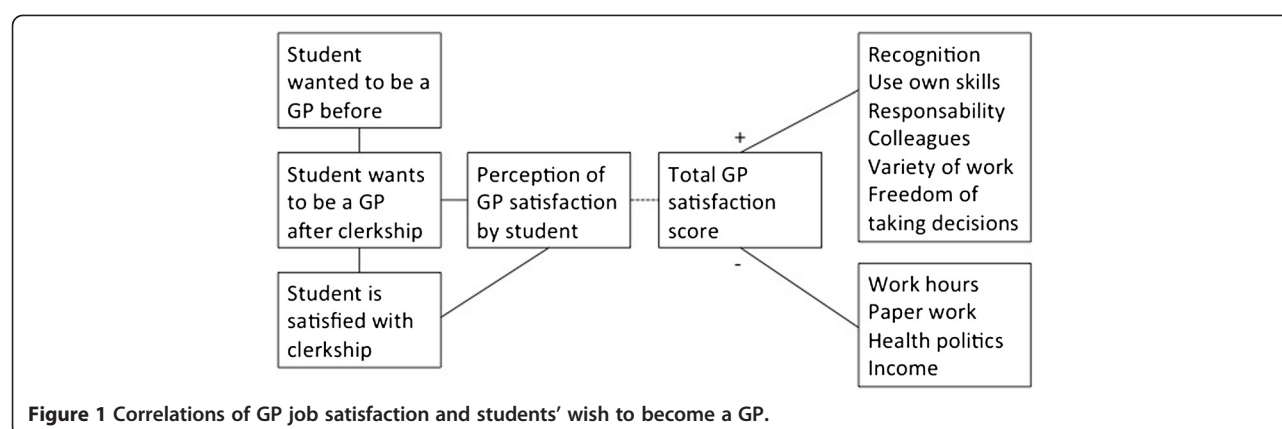 Student
wanted to be a
GP before
Student wants
to be a GP
after clerkship
Student is
satisfied with
clerkship
Perception of
GP satisfaction
by student
Total GP
satisfaction
score
+
-
Recognition
Use own skills
Responsability
Colleagues
Variety of work
Freedom of
taking decisions
Work hours
Paper work
Health politics
Income
Figure 1 Correlations of GP job satisfaction and students' wish to become a GP.